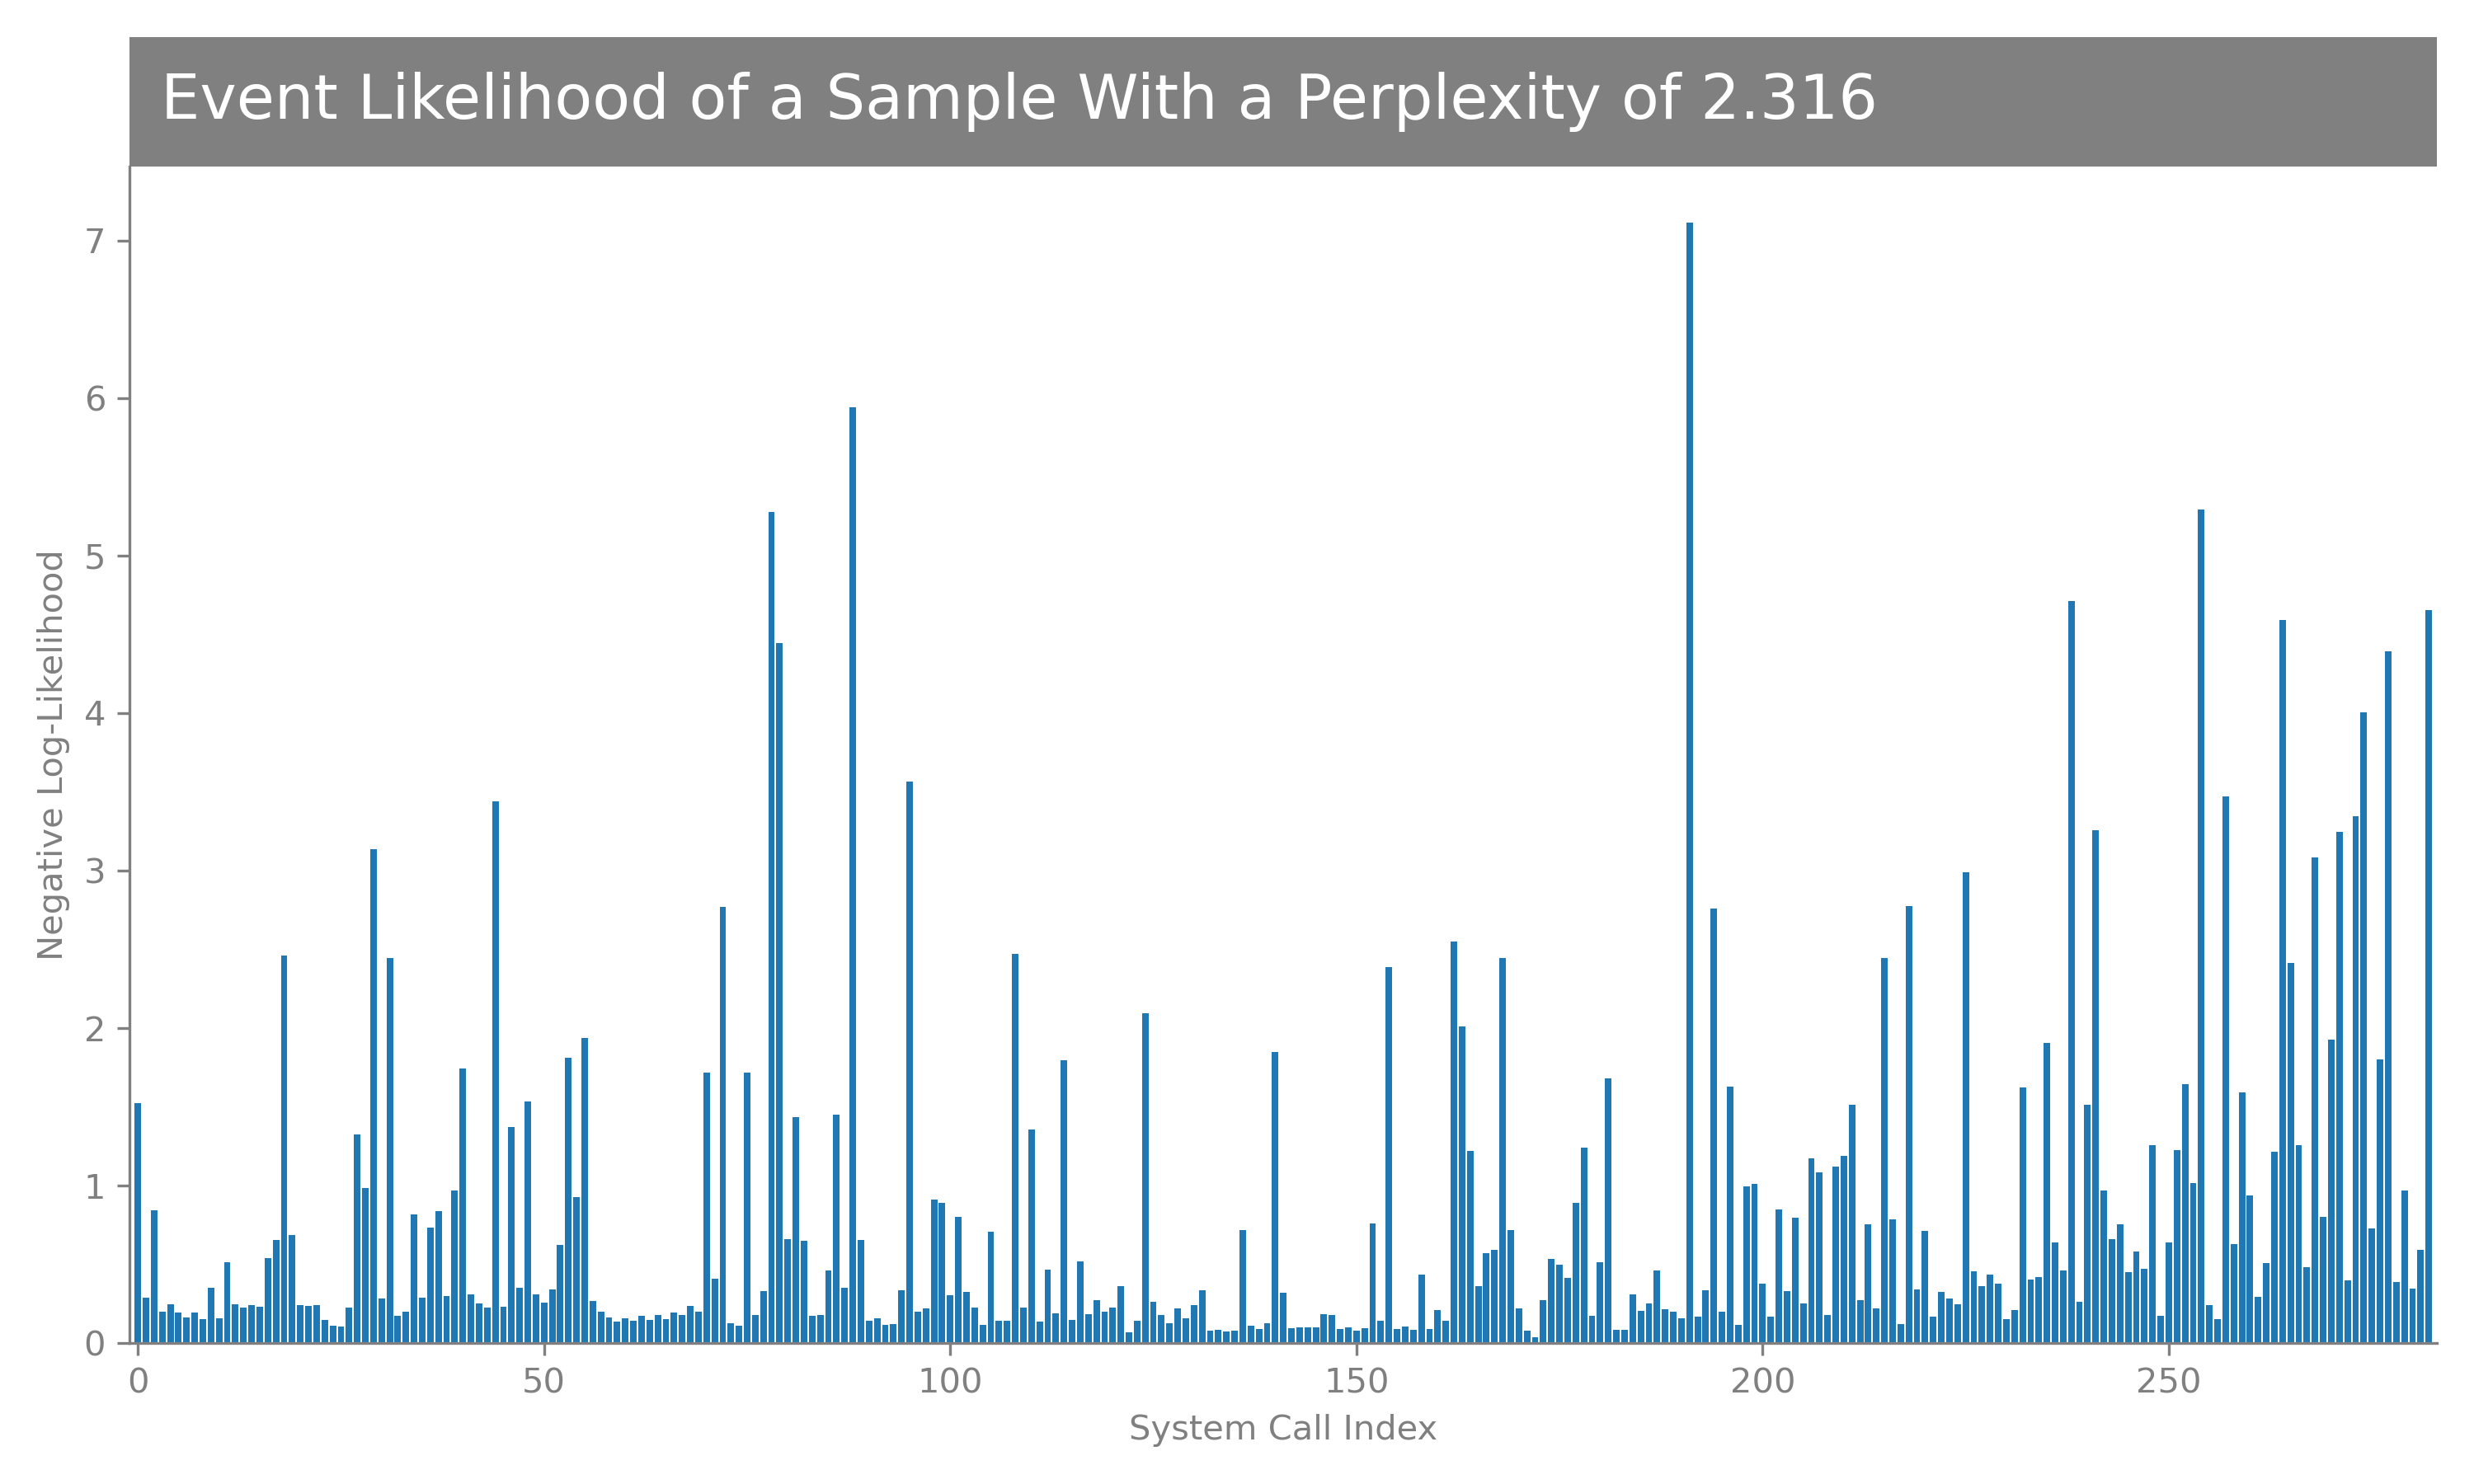 Event Likelihood of a Sample With a Perplexity of 2.316
7
6
5
4
3
2
1
0
Negative Log-Likelihood
0 50 100 150 200 250
System Call Index